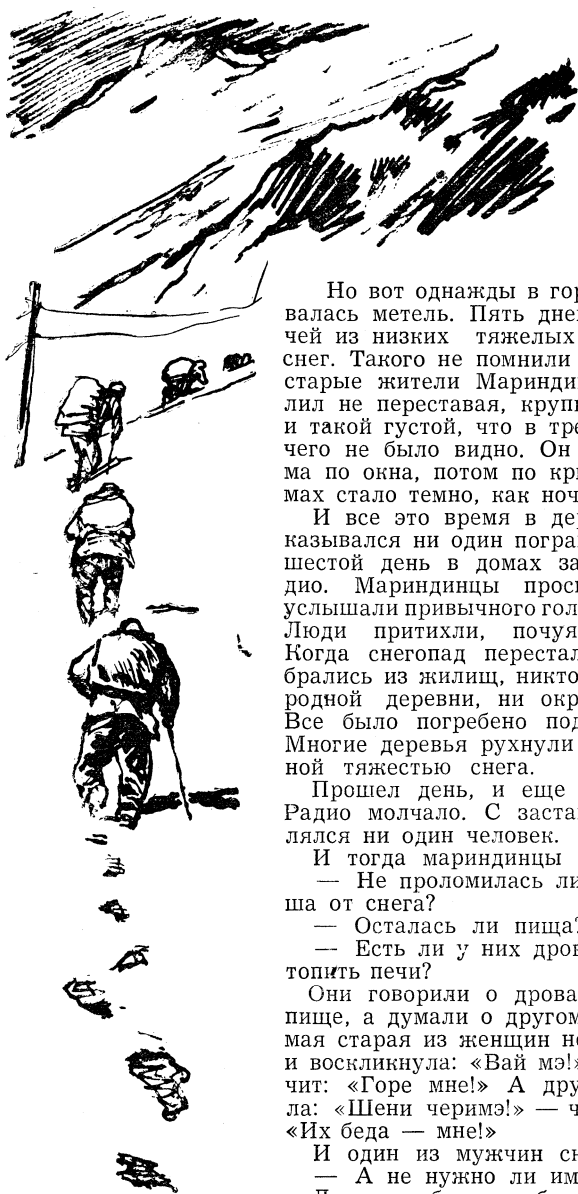 Но вот однажды в гор
валась метель. Пять дне
чей из низких тяжелых
снег. Такого не помнили
старые жители Мариндин
лил не переставая, крупн
и такой густой, что в тре
чего не было видно. Он
ма по окна, потом по кры
мах стало темно, как ноч
И все это время в дер
казывался ни один погран
шестой день в домах за
дио. Мариндинцы просн
услышали привычного гол
Люди притихли, почуя
Когда снегопад перестал
брались из жилищ, никто
родной деревни, ни окр
Все было погребено под
Многие деревья рухнули
ной тяжестью снега.
Прошел день, и еще
Радио молчало. С заста
лялся ни один человек.
И тогда мариндинцы
— Не проломилась ли
ша от снега?
— Осталась ли пища?
— Есть ли у них дров
топить печи?
Они говорили о дрова
пище, а думали о другом
мая старая из женщин не
и воскликнула: «Вай мэ!»
чит: «Горе мне!» А дру
ла: «Шени черимэ!» — ч
«Их беда — мне!»
И один из мужчин ск
— А не нужно ли им